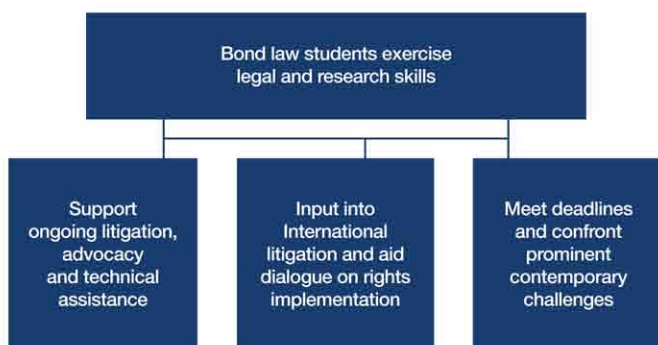 Bond law students exercise
legal and research skills
Support
ongoing litigation,
advocacy
and technical
assistance
Input into
International
litigation and aid
dialogue on rights
implementation
Meet deadlines
and confront
prominent
contemporary
challenges